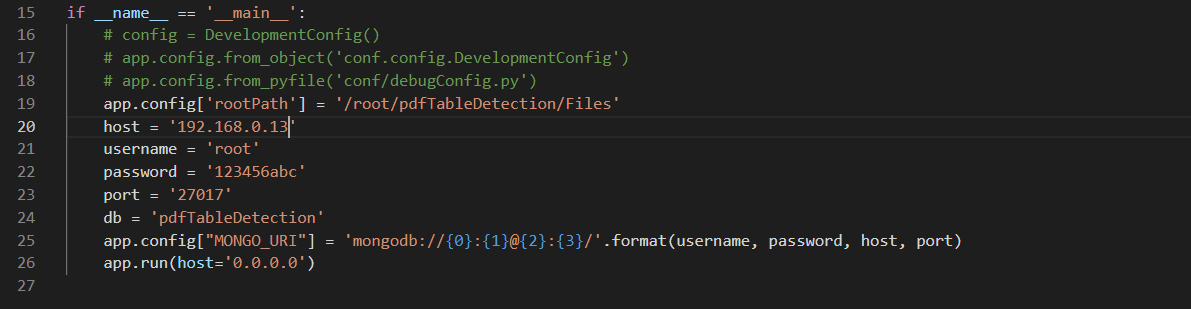 15 if __name__ == '__main__':
16     # config = DevelopmentConfig()
17     # app.config.from_object('conf.config.DevelopmentConfig')
18     # app.config.from_pyfile('conf/debugConfig.py')
19     app.config['rootPath'] = '/root/pdfTableDetection/Files'
20     host = '192.168.0.13'
21     username = 'root'
22     password = '123456abc'
23     port = '27017'
24     db = 'pdfTableDetection'
25     app.config["MONGO_URI"] = 'mongodb://{0}:{1}@{2}:{3}/'.format(username, password, host, port)
26     app.run(host='0.0.0.0')
27